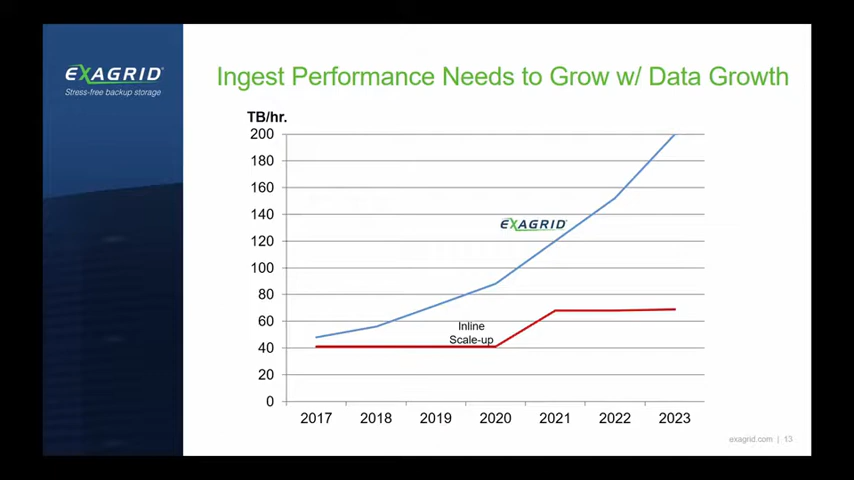 EXAGRID
Stress-free backup storage
Ingest Performance Needs to Grow w/ Data Growth
TB/hr.
200
180
160
140
EXAGRID
120
100
80
60
Inline
Scale-up
40
20
0
2017 2018 2019 2020 2021 2022 2023
exagrid.com | 13